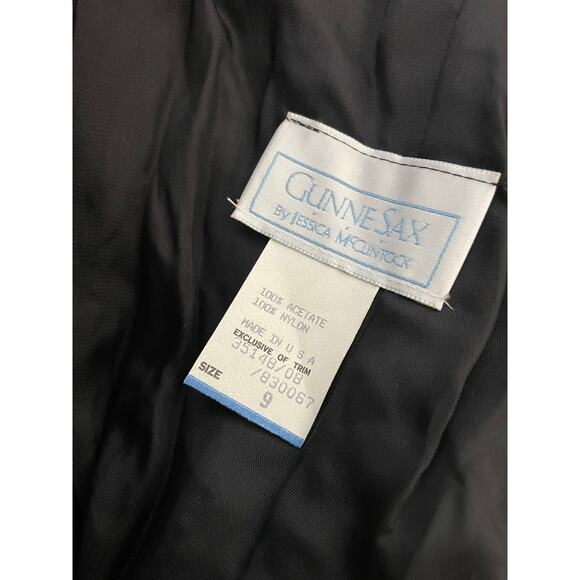 GUNNE SAX
BY JESSICA MCCLINTOCK
100% ACETATE
100% NYLON
MADE IN U S A
EXCLUSIVE OF TRIM
35148/08
/830067
SIZE 9